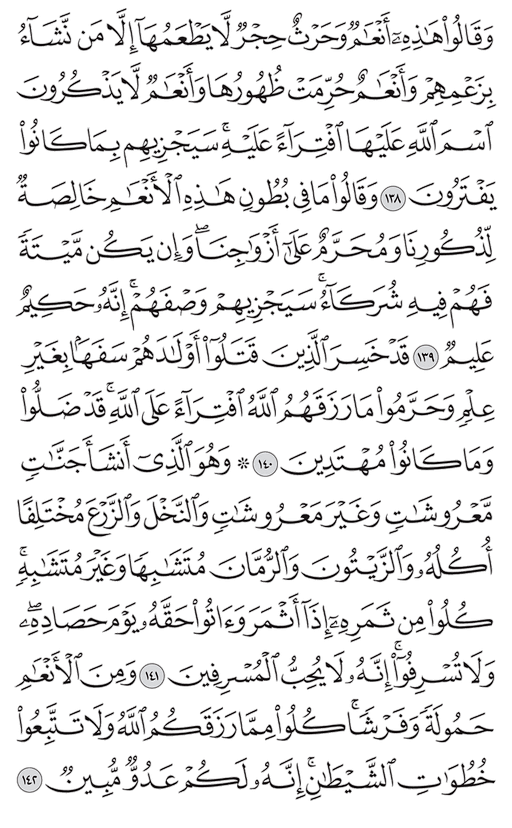 وَقَالُوا۟ هَـٰذِهِۦٓ أَنْعَـٰمٌ وَحَرْثٌ حِجْرٌ لَّا يَطْعَمُهَآ إِلَّا مَن نَّشَآءُ
بِزَعْمِهِمْ وَأَنْعَـٰمٌ حُرِّمَتْ ظُهُورُهَا وَأَنْعَـٰمٌ لَّا يَذْكُرُونَ
ٱسْمَ ٱللَّهِ عَلَيْهَا ٱفْتِرَآءً عَلَيْهِ ۚ سَيَجْزِيهِم بِمَا كَانُوا۟
يَفْتَرُونَ ١٣٨ وَقَالُوا۟ مَا فِى بُطُونِ هَـٰذِهِ ٱلْأَنْعَـٰمِ خَالِصَةٌ
لِّذُكُورِنَا وَمُحَرَّمٌ عَلَىٰٓ أَزْوَٰجِنَا ۖ وَإِن يَكُن مَّيْتَةً
فَهُمْ فِيهِ شُرَكَآءُ ۚ سَيَجْزِيهِمْ وَصْفَهُمْ ۚ إِنَّهُۥ حَكِيمٌ
عَلِيمٌ ١٣٩ قَدْ خَسِرَ ٱلَّذِينَ قَتَلُوٓا۟ أَوْلَـٰدَهُمْ سَفَهًۢا بِغَيْرِ
عِلْمٍ وَحَرَّمُوا۟ مَا رَزَقَهُمُ ٱللَّهُ ٱفْتِرَآءً عَلَى ٱللَّهِ ۚ قَدْ ضَلُّوا۟
وَمَا كَانُوا۟ مُهْتَدِينَ ١٤٠ ۞ وَهُوَ ٱلَّذِىٓ أَنشَأَ جَنَّـٰتٍ
مَّعْرُوشَـٰتٍ وَغَيْرَ مَعْرُوشَـٰتٍ وَٱلنَّخْلَ وَٱلزَّرْعَ مُخْتَلِفًا
أُكُلُهُۥ وَٱلزَّيْتُونَ وَٱلرُّمَّانَ مُتَشَـٰبِهًا وَغَيْرَ مُتَشَـٰبِهٍ ۚ
كُلُوا۟ مِن ثَمَرِهِۦٓ إِذَآ أَثْمَرَ وَءَاتُوا۟ حَقَّهُۥ يَوْمَ حَصَادِهِۦ ۖ
وَلَا تُسْرِفُوٓا۟ ۚ إِنَّهُۥ لَا يُحِبُّ ٱلْمُسْرِفِينَ ١٤١ وَمِنَ ٱلْأَنْعَـٰمِ
حَمُولَةً وَفَرْشًا ۚ كُلُوا۟ مِمَّا رَزَقَكُمُ ٱللَّهُ وَلَا تَتَّبِعُوا۟
خُطُوَٰتِ ٱلشَّيْطَـٰنِ ۚ إِنَّهُۥ لَكُمْ عَدُوٌّ مُّبِينٌ ١٤٢